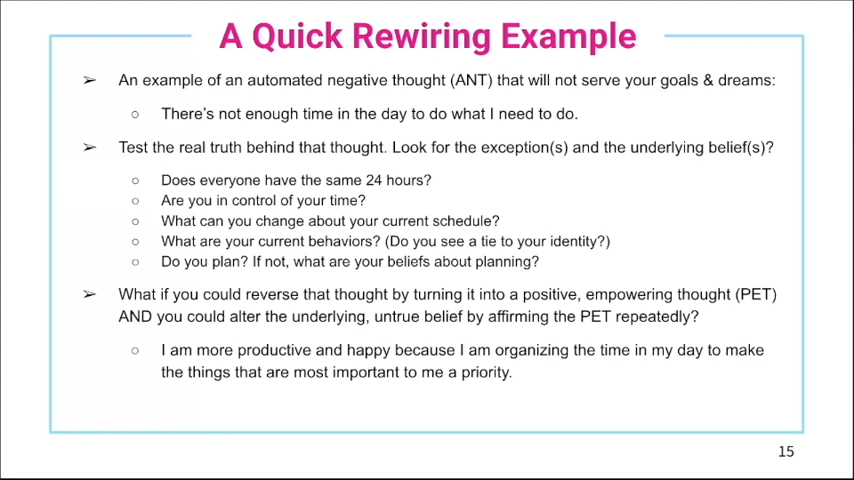 A Quick Rewiring Example
➢ An example of an automated negative thought (ANT) that will not serve your goals & dreams:
○ There's not enough time in the day to do what I need to do.
➢ Test the real truth behind that thought. Look for the exception(s) and the underlying belief(s)?
○ Does everyone have the same 24 hours?
○ Are you in control of your time?
○ What can you change about your current schedule?
○ What are your current behaviors? (Do you see a tie to your identity?)
○ Do you plan? If not, what are your beliefs about planning?
➢ What if you could reverse that thought by turning it into a positive, empowering thought (PET)
AND you could alter the underlying, untrue belief by affirming the PET repeatedly?
○ I am more productive and happy because I am organizing the time in my day to make
the things that are most important to me a priority.
15